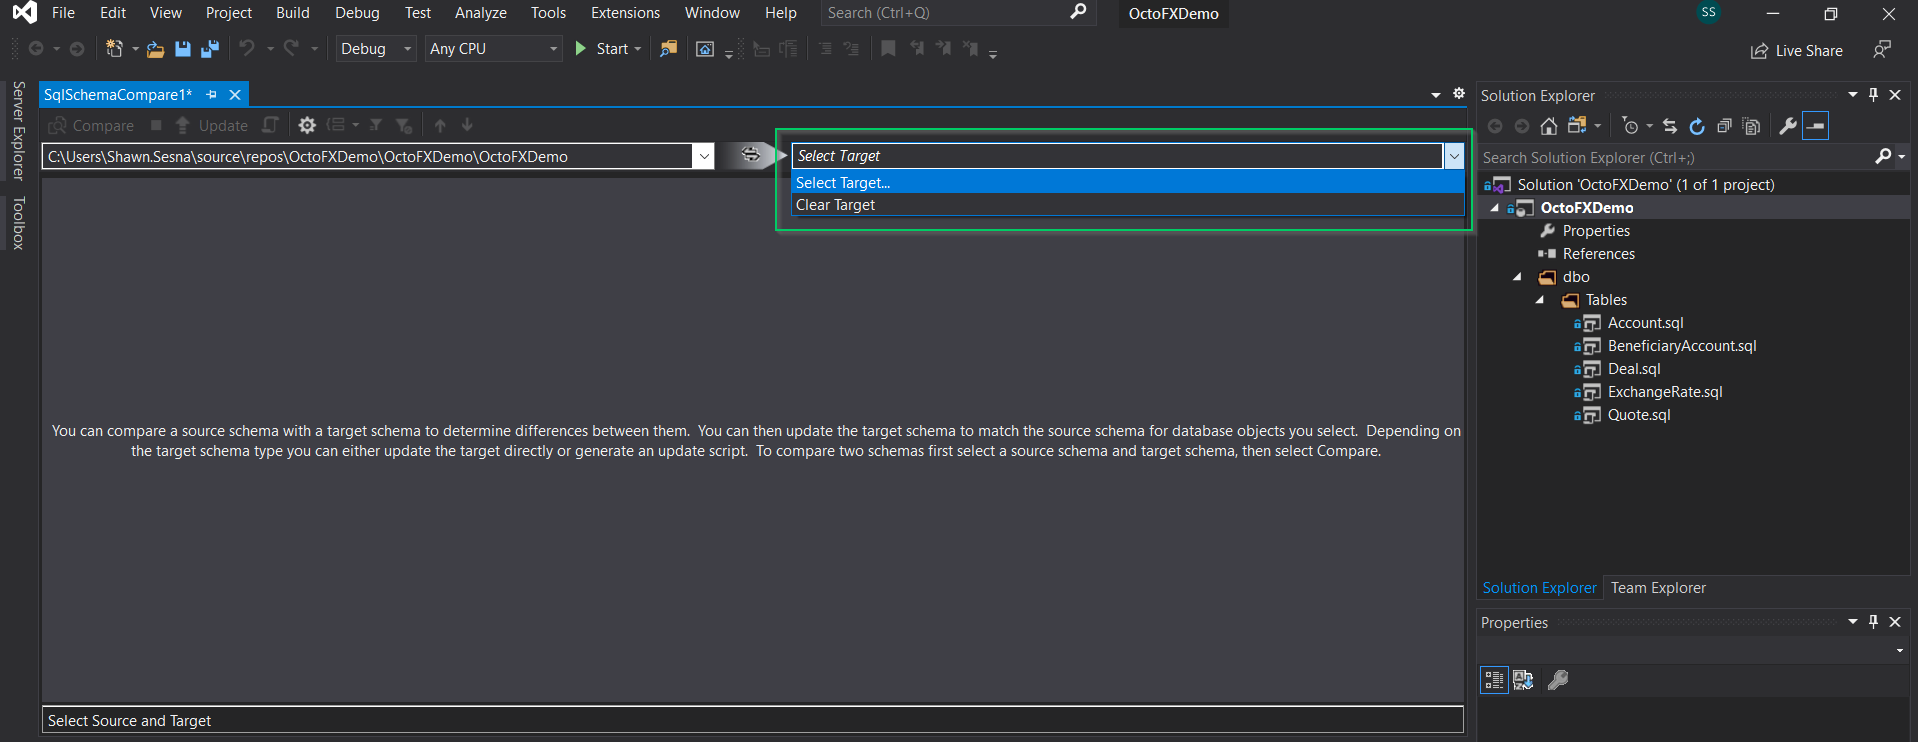 File Edit View Project Build Debug Test Analyze Tools Extensions Window Help Search (Ctrl+Q) OctoFXDemo SS
Debug Any CPU Start Live Share
Server Explorer
Toolbox
SqlSchemaCompare1*
Compare Update
C:\Users\Shawn.Sesna\source\repos\OctoFXDemo\OctoFXDemo\OctoFXDemo
Select Target
Select Target...
Clear Target
You can compare a source schema with a target schema to determine differences between them. You can then update the target schema to match the source schema for database objects you select. Depending on
the target schema type you can either update the target directly or generate an update script. To compare two schemas first select a source schema and target schema, then select Compare.
Select Source and Target
Solution Explorer
Search Solution Explorer (Ctrl+;)
Solution 'OctoFXDemo' (1 of 1 project)
OctoFXDemo
Properties
References
dbo
Tables
Account.sql
BeneficiaryAccount.sql
Deal.sql
ExchangeRate.sql
Quote.sql
Solution Explorer Team Explorer
Properties